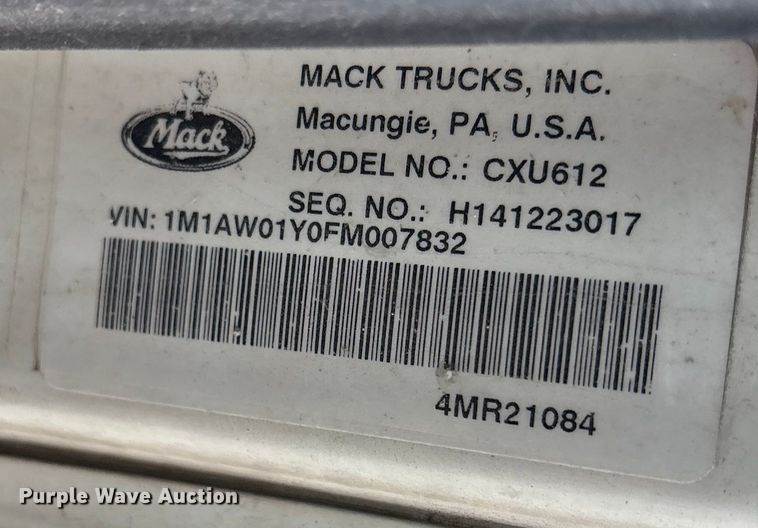 Mack
MACK TRUCKS, INC.
Macungie, PA, U.S.A.
MODEL NO.: CXU612
SEQ. NO.: H141223017
VIN: 1M1AW01Y0FM007832
4MR21084
Purple Wave Auction